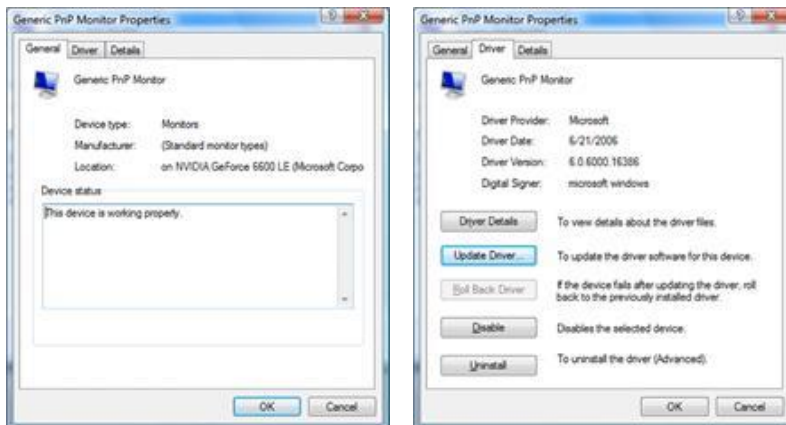 Generic PnP Monitor Properties
General Driver Details
Generic PnP Monitor
Device type: Monitors
Manufacturer: (Standard monitor types)
Location: on NVIDIA GeForce 6600 LE (Microsoft Corpo
Device status
This device is working properly.
OK Cancel
Generic PnP Monitor Properties
General Driver Details
Generic PnP Monitor
Driver Provider: Microsoft
Driver Date: 6/21/2006
Driver Version: 6.0.6000.16386
Digital Signer: microsoft windows
Driver Details To view details about the driver files.
Update Driver... To update the driver software for this device.
Roll Back Driver If the device fails after updating the driver, roll
back to the previously installed driver.
Disable Disables the selected device.
Uninstall To uninstall the driver (Advanced).
OK Cancel